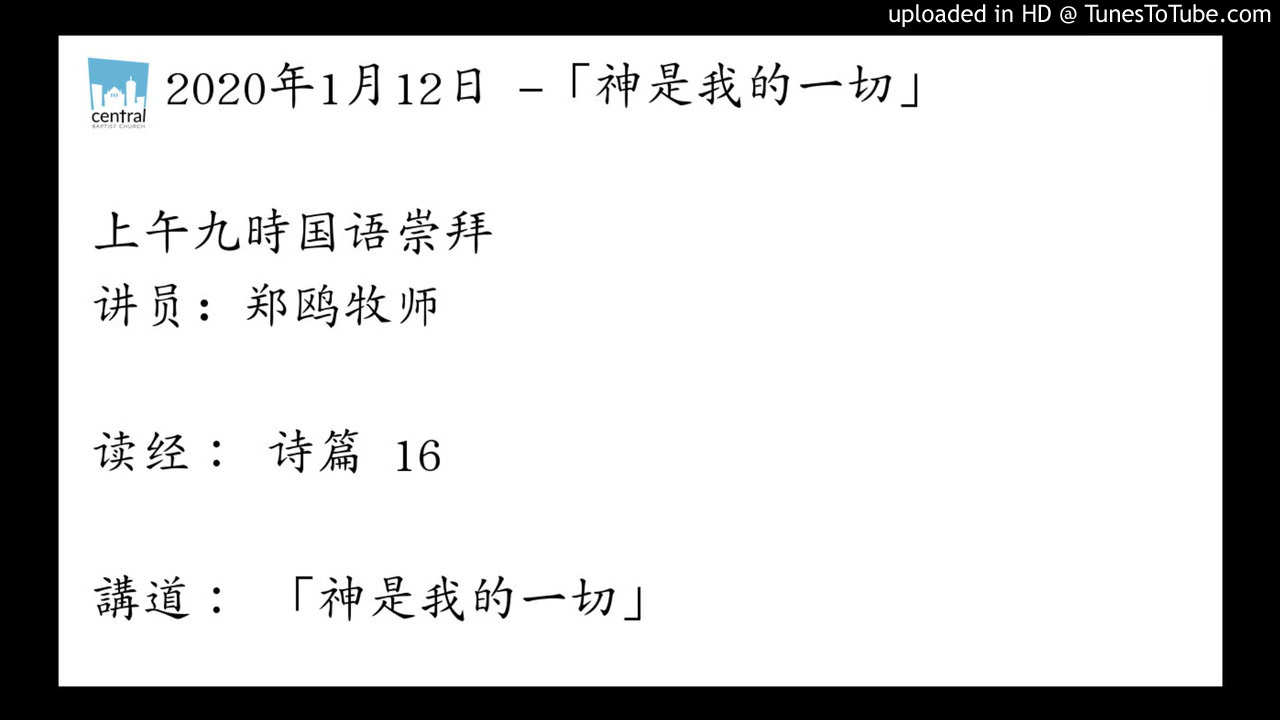 uploaded in HD @ TunesToTube.com
2020年1月12日 –「神是我的一切」
central
BAPTIST CHURCH
上午九時国语崇拜
讲员：郑鸥牧师
读经： 诗篇 16
講道： 「神是我的一切」